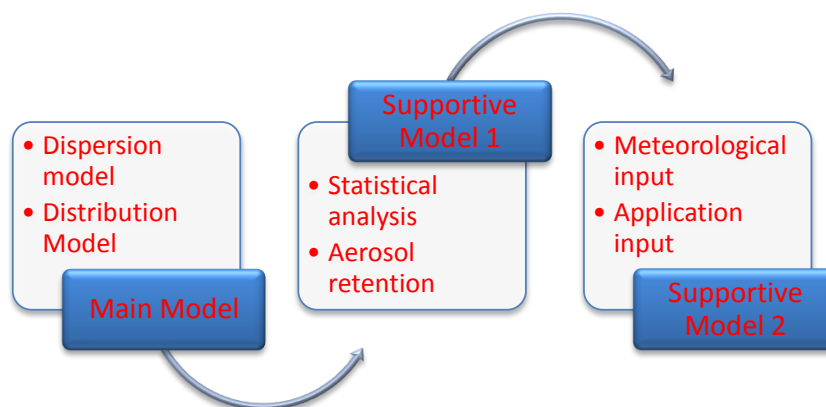 • Dispersion
model
• Distribution
Model
Main Model
Supportive
Model 1
• Statistical
analysis
• Aerosol
retention
• Meteorological
input
• Application
input
Supportive
Model 2